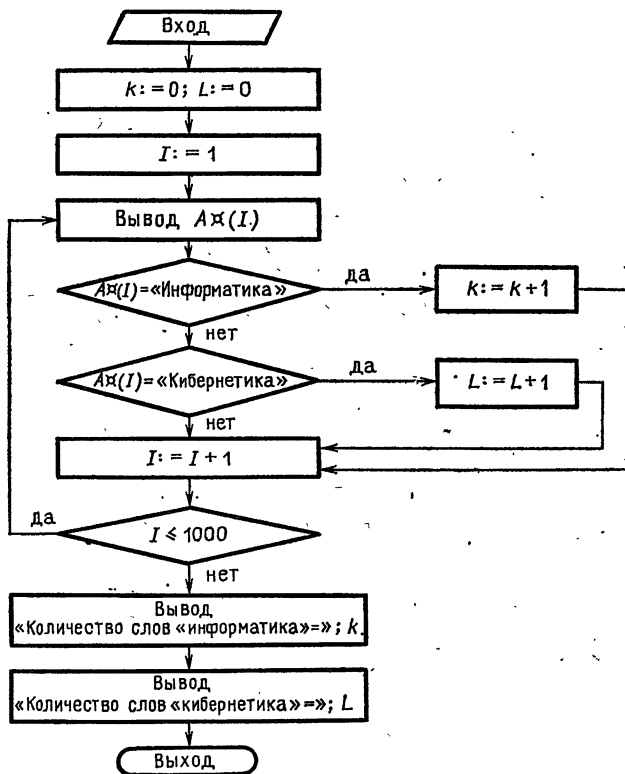 Вход
k:=0; L:=0
I:=1
Вывод A¤(I)
A¤(I)=«Информатика»
да
k:=k+1
нет
A¤(I)=«Кибернетика»
да
L:=L+1
нет
I:=I+1
да
I≤1000
нет
Вывод
«Количество слов «информатика»=»; k
Вывод
«Количество слов «кибернетика»=»; L
Выход